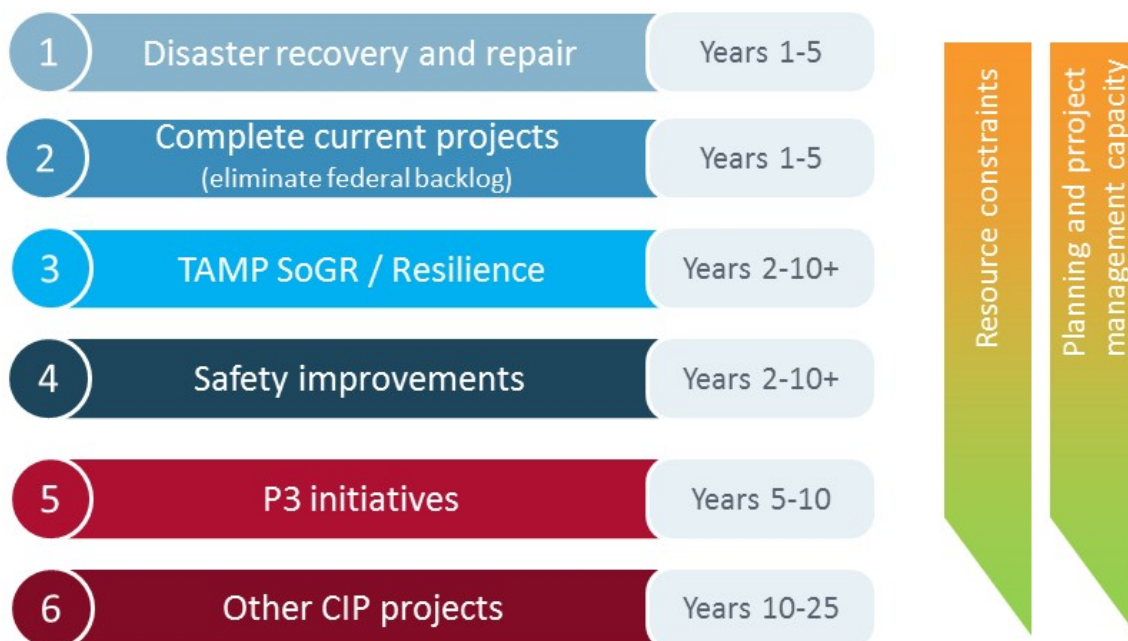 1
Disaster recovery and repair
Years 1-5
2
Complete current projects
(eliminate federal backlog)
Years 1-5
3
TAMP SoGR / Resilience
Years 2-10+
4
Safety improvements
Years 2-10+
5
P3 initiatives
Years 5-10
6
Other CIP projects
Years 10-25
Resource constraints
Planning and prroject
management capacity